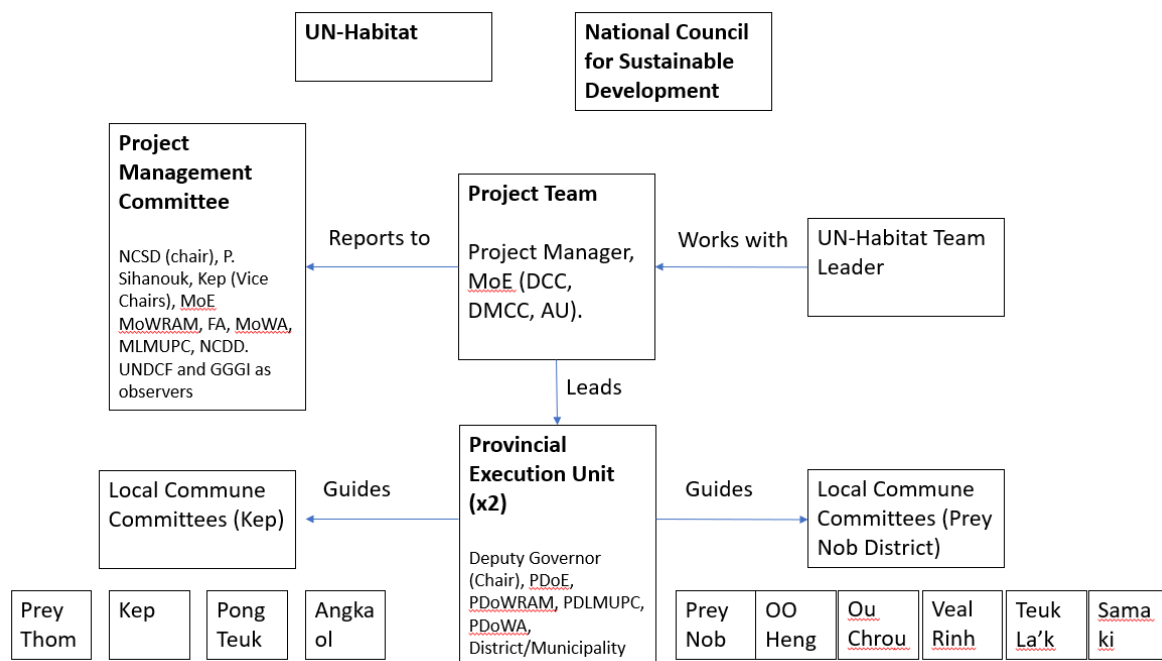 UN-Habitat
National Council
for Sustainable
Development
Project
Management
Committee
NCSD (chair), P.
Sihanouk, Kep (Vice
Chairs), MoE
MoWRAM, FA, MoWA,
MLMUPC, NCDD.
UNDCF and GGGI as
observers
Reports to
Project Team
Project Manager,
MoE (DCC,
DMCC, AU).
Works with
UN-Habitat Team
Leader
Leads
Local Commune
Committees (Kep)
Guides
Provincial
Execution Unit
(x2)
Deputy Governor
(Chair), PDoE,
PDoWRAM, PDLMUPC,
PDoWA,
District/Municipality
Guides
Local Commune
Committees (Prey
Nob District)
Prey
Thom
Kep
Pong
Teuk
Angka
ol
Prey
Nob
OO
Heng
Ou
Chrou
Veal
Rinh
Teuk
La’k
Sama
ki